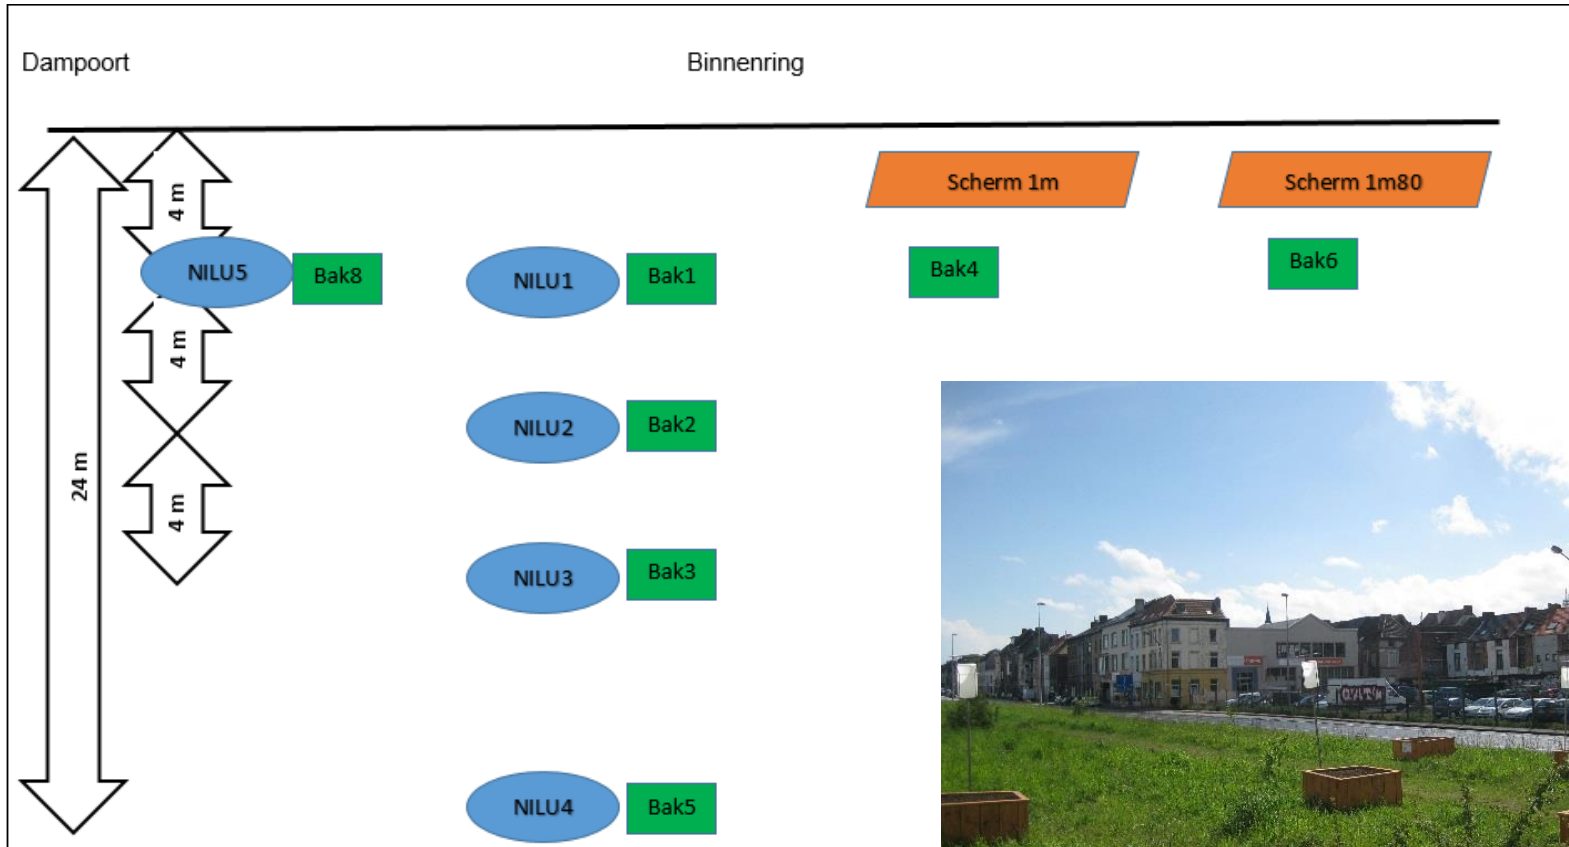 Dampoort
Binnenring
4 m
Scherm 1m
Scherm 1m80
NILU5
Bak8
NILU1
Bak1
Bak4
Bak6
4 m
NILU2
Bak2
24 m
4 m
NILU3
Bak3
NILU4
Bak5